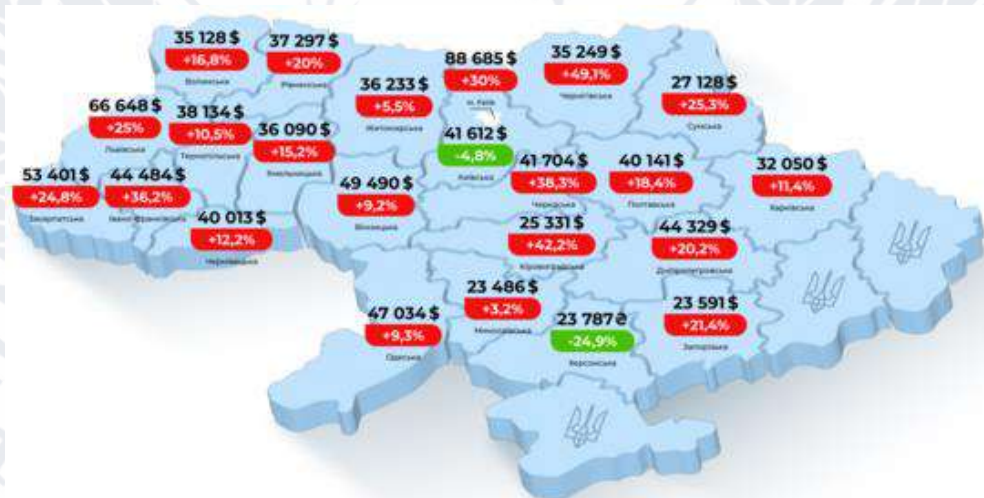 35 128 $
+16,8%
Волинська
37 297 $
+20%
Рівненська
36 233 $
+5,5%
Житомирська
88 685 $
+30%
м. Київ
35 249 $
+49,1%
Чернігівська
27 128 $
+25,3%
Сумська
66 648 $
+25%
Львівська
38 134 $
+10,5%
Тернопільська
36 090 $
+15,2%
Хмельницька
41 612 $
-4,8%
Київська
41 704 $
+38,3%
Черкаська
40 141 $
+18,4%
Полтавська
32 050 $
+11,4%
Харківська
53 401 $
+24,8%
Закарпатська
44 484 $
+36,2%
Івано-Франківська
40 013 $
+12,2%
Чернівецька
49 490 $
+9,2%
Вінницька
25 331 $
+42,2%
Кіровоградська
44 329 $
+20,2%
Дніпропетровська
47 034 $
+9,3%
Одеська
23 486 $
+3,2%
Миколаївська
23 787 ₴
-24,9%
Херсонська
23 591 $
+21,4%
Запорізька